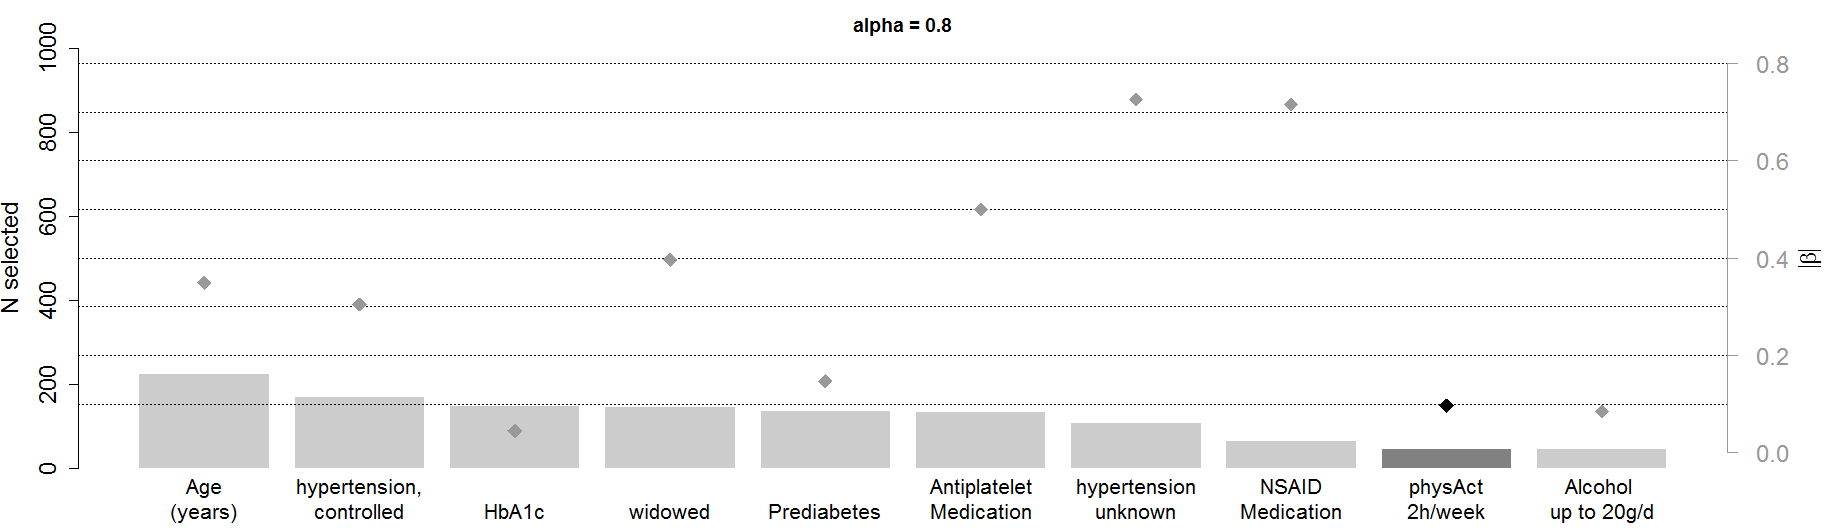 alpha = 0.8
1000
800
600
400
200
0
N selected
0.8
0.6
0.4
0.2
0.0
|β|
Age
(years)
hypertension,
controlled
HbA1c
widowed
Prediabetes
Antiplatelet
Medication
hypertension
unknown
NSAID
Medication
physAct
2h/week
Alcohol
up to 20g/d